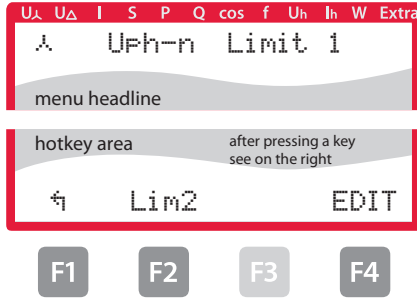 U⅄ U∆ I S P Q cos f Uh Ih W Extra
⅄ Uph-n Limit 1
menu headline
hotkey area
after pressing a key
see on the right
↰ Lim2 EDIT
F1 F2 F3 F4